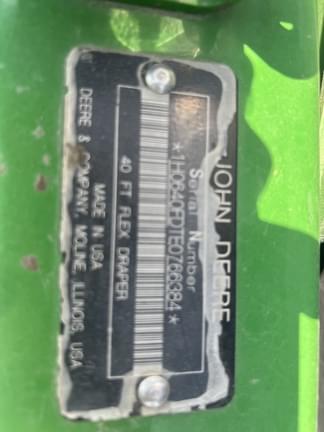 JOHN DEERE
Serial Number
*1H0640FDTE0766384*
40 FT FLEX DRAPER
MADE IN USA
DEERE & COMPANY, MOLINE, ILLINOIS, USA